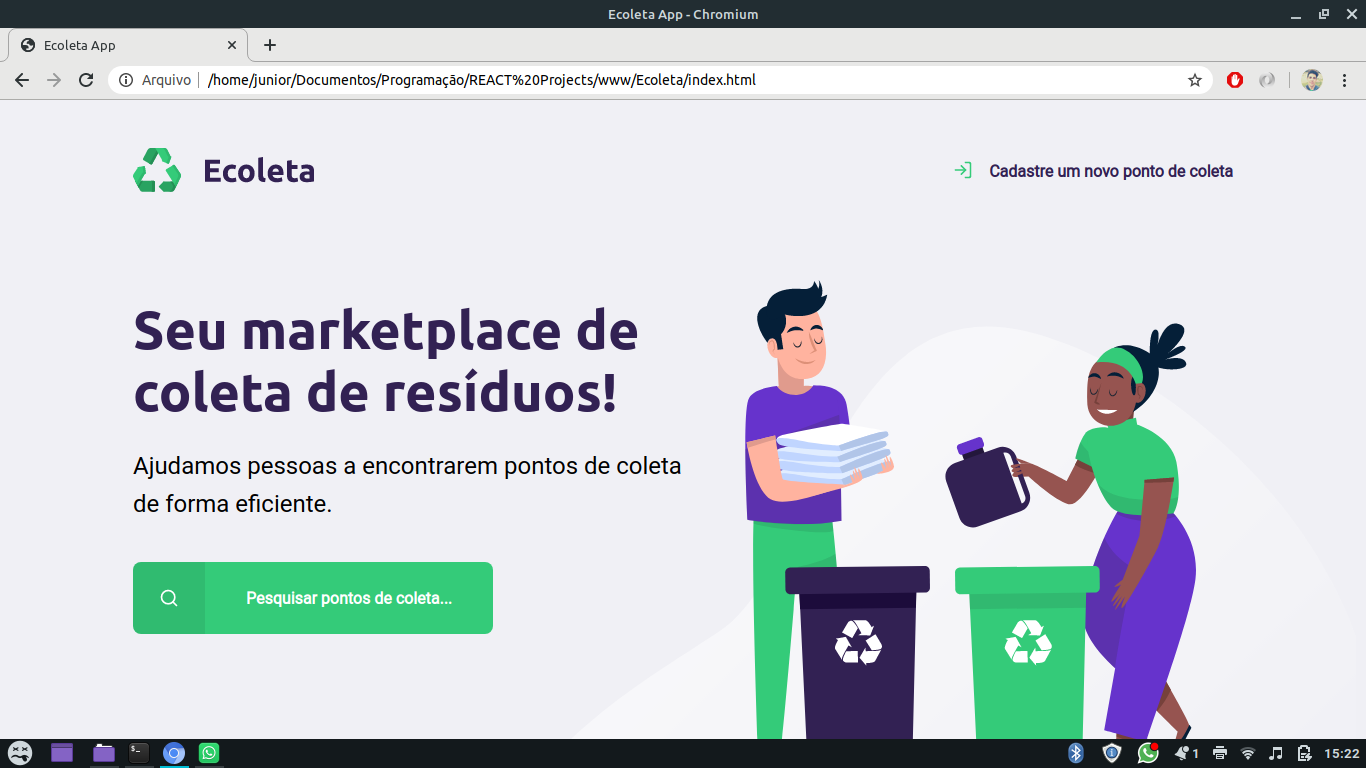 Ecoleta App - Chromium
Ecoleta App
Arquivo
/home/junior/Documentos/Programação/REACT%20Projects/www/Ecoleta/index.html
Ecoleta
Cadastre um novo ponto de coleta
Seu marketplace de
coleta de resíduos!
Ajudamos pessoas a encontrarem pontos de coleta
de forma eficiente.
Pesquisar pontos de coleta...
1
15:22